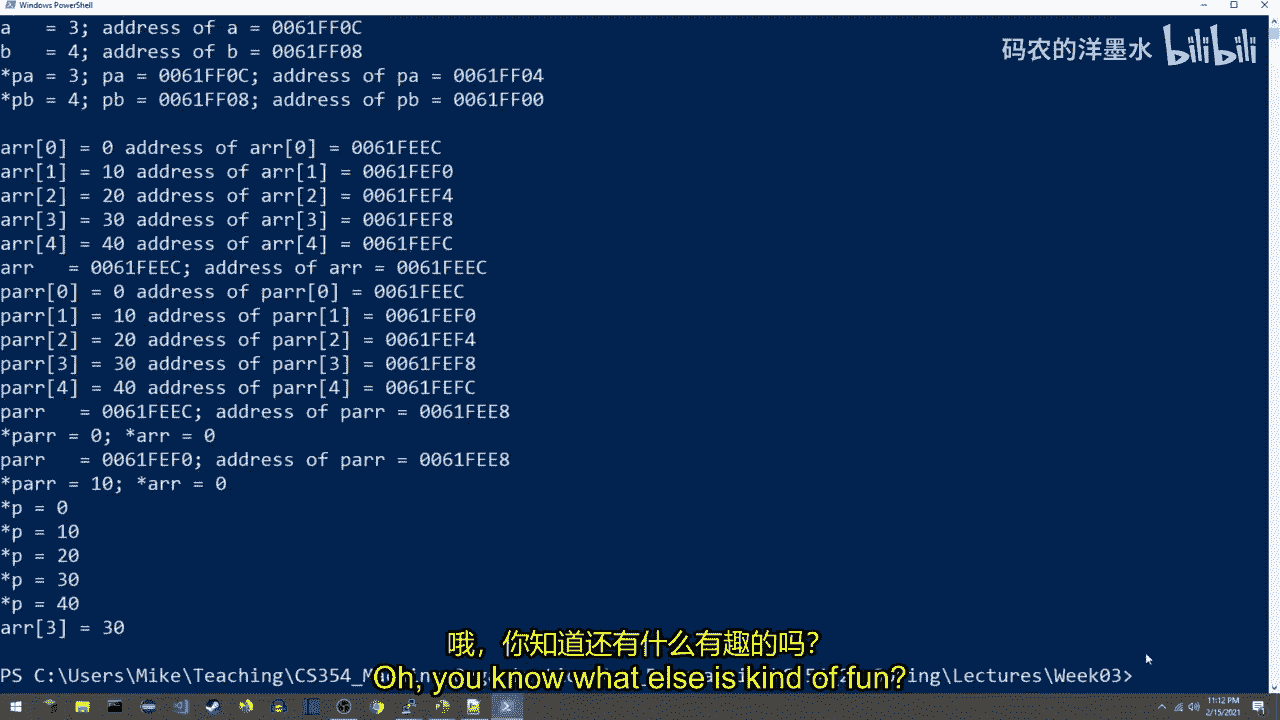 Windows PowerShell
a   = 3; address of a = 0061FF0C
b   = 4; address of b = 0061FF08
*pa = 3; pa = 0061FF0C; address of pa = 0061FF04
*pb = 4; pb = 0061FF08; address of pb = 0061FF00
码农的洋墨水 bilibili
arr[0] = 0 address of arr[0] = 0061FEEC
arr[1] = 10 address of arr[1] = 0061FEF0
arr[2] = 20 address of arr[2] = 0061FEF4
arr[3] = 30 address of arr[3] = 0061FEF8
arr[4] = 40 address of arr[4] = 0061FEFC
arr   = 0061FEEC; address of arr = 0061FEEC
parr[0] = 0 address of parr[0] = 0061FEEC
parr[1] = 10 address of parr[1] = 0061FEF0
parr[2] = 20 address of parr[2] = 0061FEF4
parr[3] = 30 address of parr[3] = 0061FEF8
parr[4] = 40 address of parr[4] = 0061FEFC
parr   = 0061FEEC; address of parr = 0061FEE8
*parr = 0; *arr = 0
parr   = 0061FEF0; address of parr = 0061FEE8
*parr = 10; *arr = 0
*p = 0
*p = 10
*p = 20
*p = 30
*p = 40
arr[3] = 30
哦，你知道还有什么有趣的吗？
PS C:\Users\Mike\Teaching\CS354_M\Lectures\Week03>
Oh, you know what else is kind of fun?
11:12 PM
2/15/2021